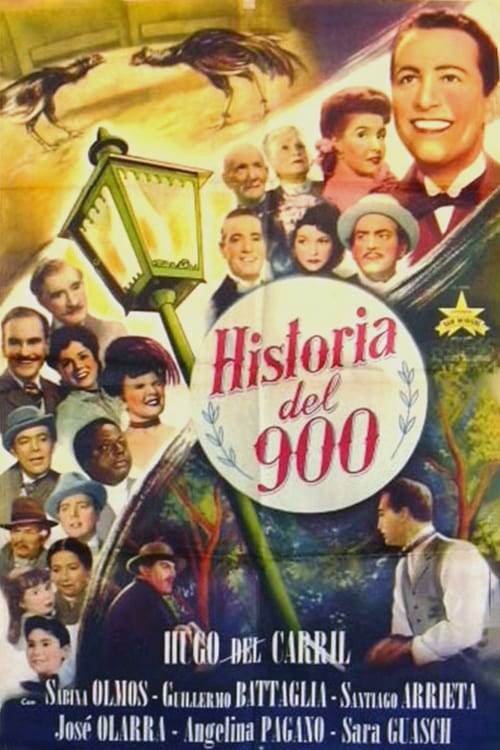 Historia
del
900
HUGO DEL CARRIL
Con SABINA OLMOS - GUILLERMO BATTAGLIA - SANTIAGO ARRIETA
JOSÉ OLARRA - ANGELINA PAGANO - SARA GUASCH